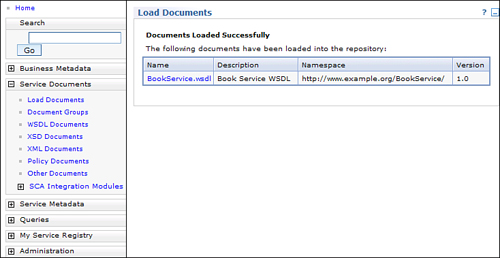 Home
Search
Go
Business Metadata
Service Documents
Load Documents
Document Groups
WSDL Documents
XSD Documents
XML Documents
Policy Documents
Other Documents
SCA Integration Modules
Service Metadata
Queries
My Service Registry
Administration
Load Documents ?
Documents Loaded Successfully
The following documents have been loaded into the repository:
Name Description Namespace Version
BookService.wsdl Book Service WSDL http://www.example.org/BookService/ 1.0